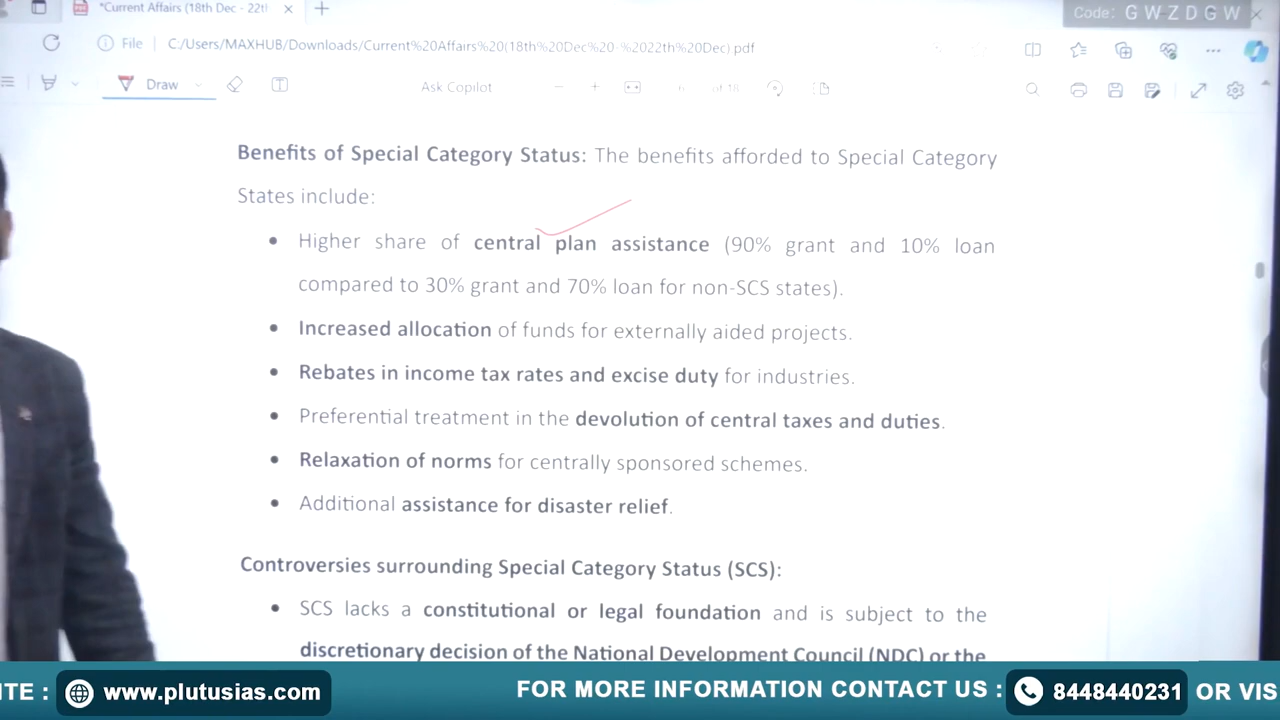 *Current Affairs (18th Dec - 22tl
Code: G W Z D G W
File C:/Users/MAXHUB/Downloads/Current%20Affairs%20(18th%20Dec%20-%2022th%20Dec).pdf
Draw
Ask Copilot
6 of 18
Benefits of Special Category Status: The benefits afforded to Special Category
States include:
• Higher share of central plan assistance (90% grant and 10% loan
compared to 30% grant and 70% loan for non-SCS states).
• Increased allocation of funds for externally aided projects.
• Rebates in income tax rates and excise duty for industries.
• Preferential treatment in the devolution of central taxes and duties.
• Relaxation of norms for centrally sponsored schemes.
• Additional assistance for disaster relief.
Controversies surrounding Special Category Status (SCS):
• SCS lacks a constitutional or legal foundation and is subject to the
discretionary decision of the National Development Council (NDC) or the
ITE : www.plutusias.com FOR MORE INFORMATION CONTACT US : 8448440231 OR VIS